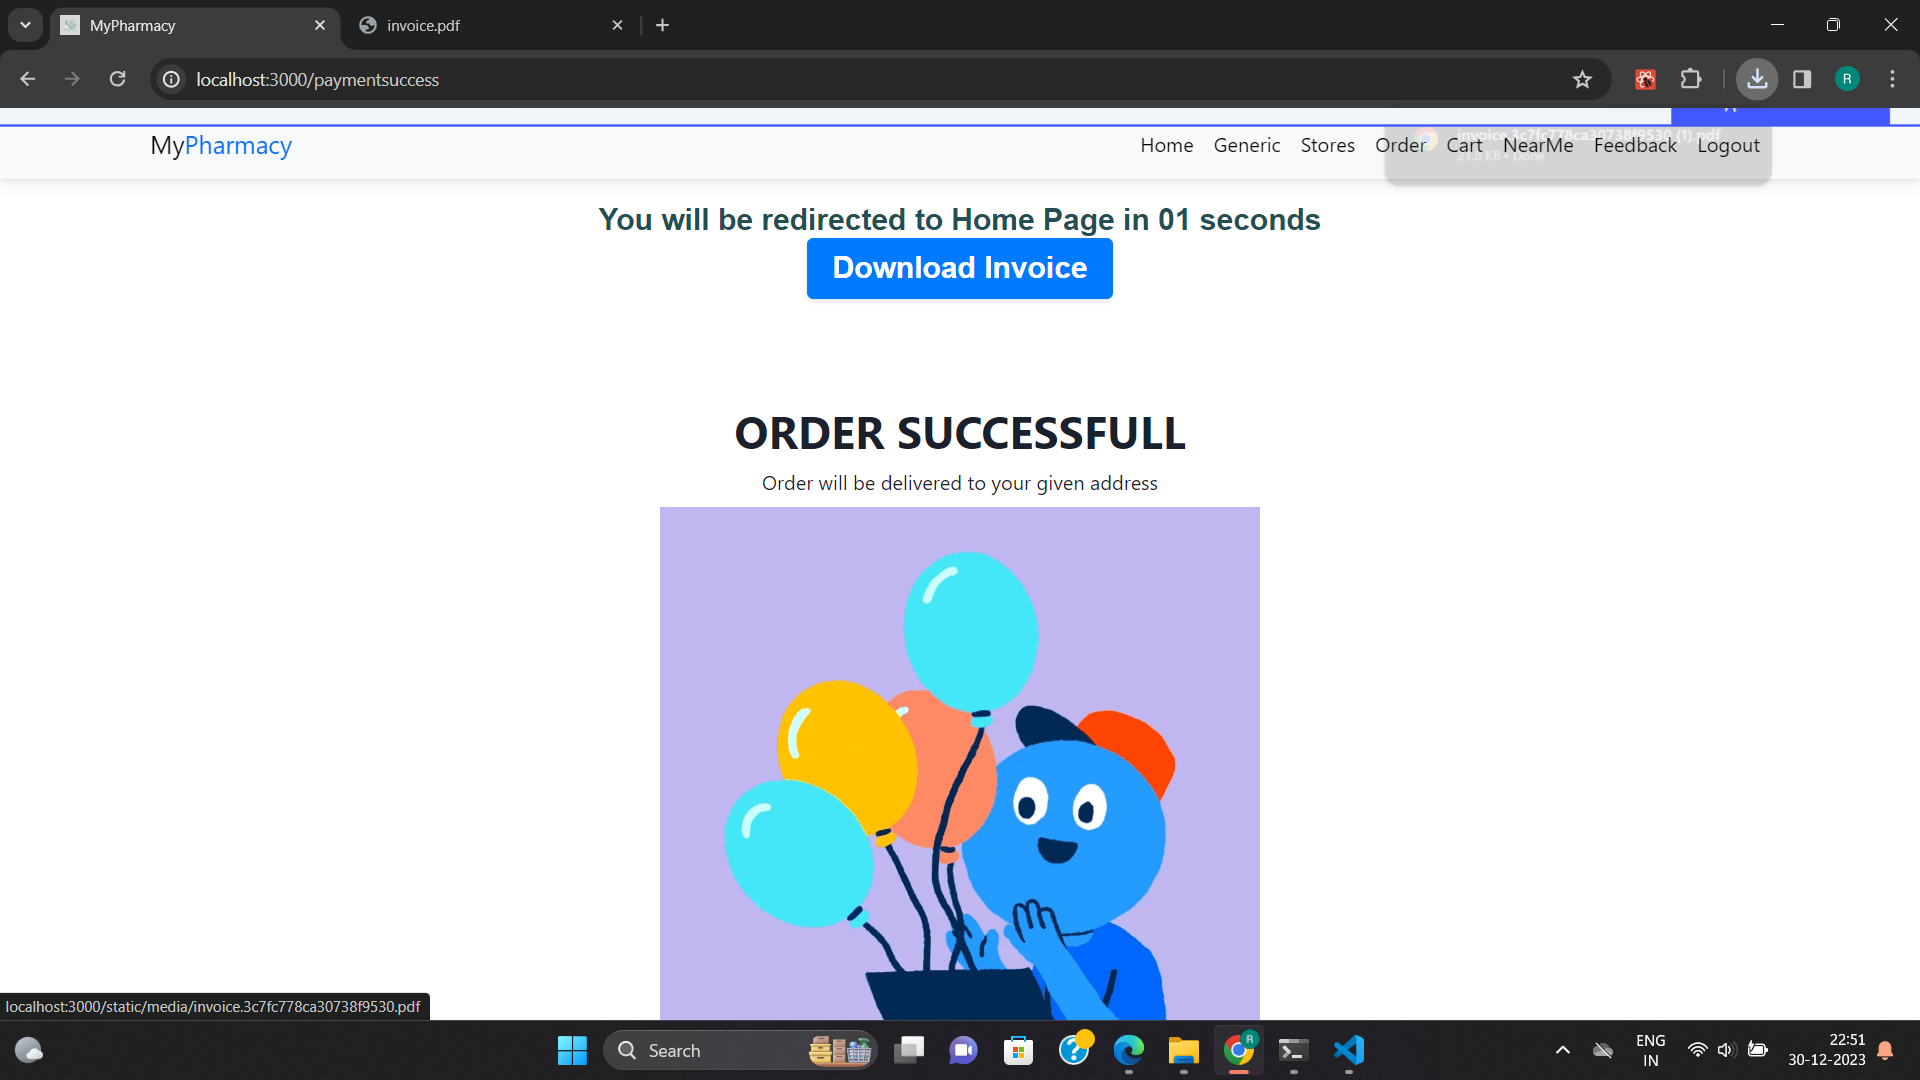 MyPharmacy
invoice.pdf
localhost:3000/paymentsuccess
R
MyPharmacy
Home Generic Stores Order Cart NearMe Feedback Logout
invoice.3c7fc778ca30738f9530 (1).pdf
21.8 KB • Done
You will be redirected to Home Page in 01 seconds
Download Invoice
ORDER SUCCESSFULL
Order will be delivered to your given address
localhost:3000/static/media/invoice.3c7fc778ca30738f9530.pdf
Search
R
ENG
IN
22:51
30-12-2023